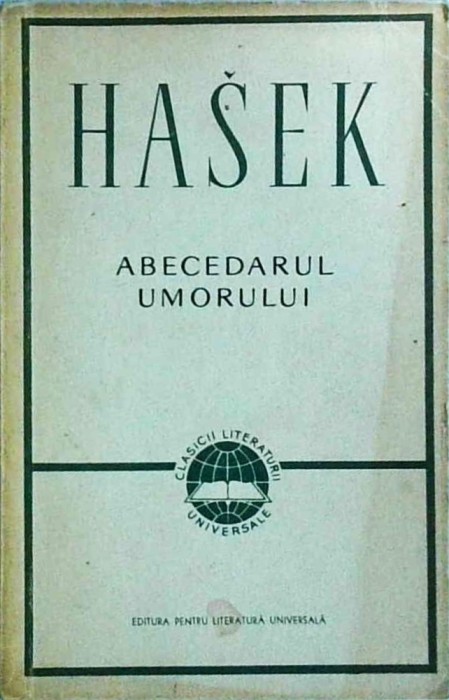 HAŠEK
ABECEDARUL
UMORULUI
CLASICII LITERATURII
UNIVERSALE
EDITURA PENTRU LITERATURĂ UNIVERSALĂ